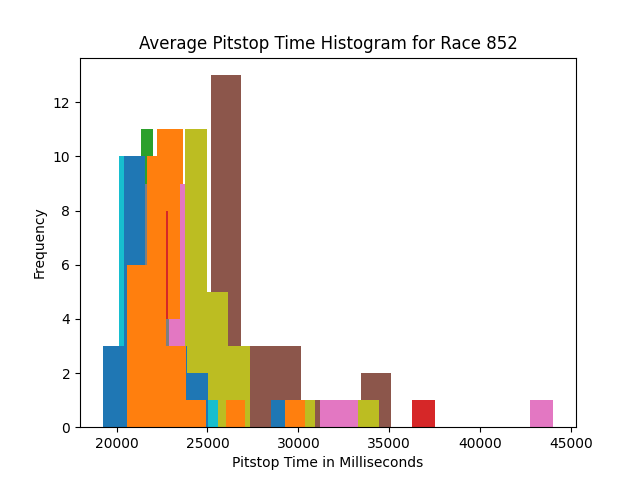 Average Pitstop Time Histogram for Race 852
12
10
8
6
4
2
0
Frequency
20000 25000 30000 35000 40000 45000
Pitstop Time in Milliseconds